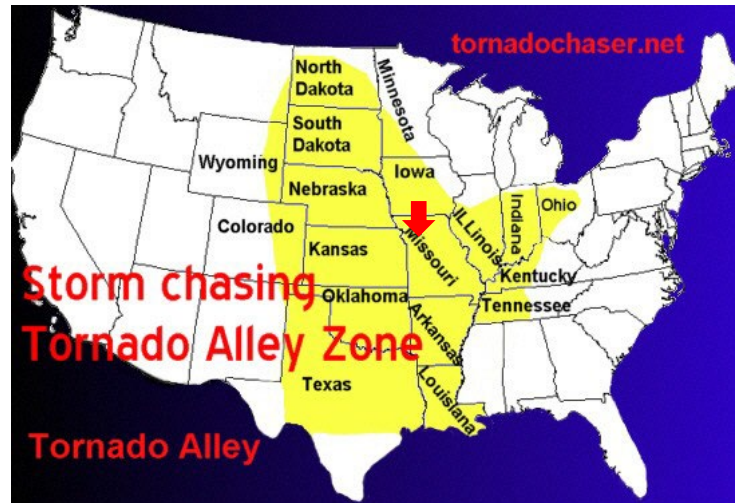 tornadochaser.net
North
Dakota
Minnesota
South
Dakota
Wyoming
Iowa
Nebraska
ILLinois
Indiana
Ohio
Colorado
Missouri
Kansas
Kentucky
Storm chasing
Oklahoma
Tennessee
Tornado Alley Zone
Arkansas
Texas
Louisiana
Tornado Alley